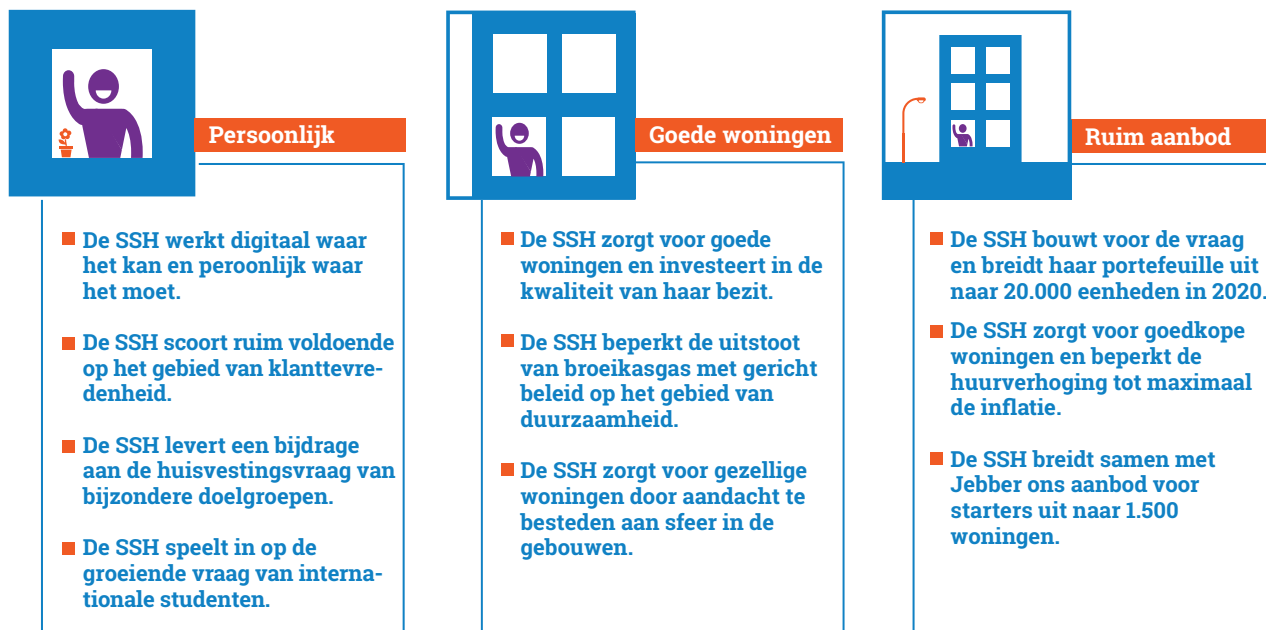 Persoonlijk
De SSH werkt digitaal waar
het kan en peroonlijk waar
het moet.
De SSH scoort ruim voldoende
op het gebied van klanttevre-
denheid.
De SSH levert een bijdrage
aan de huisvestingsvraag van
bijzondere doelgroepen.
De SSH speelt in op de
groeiende vraag van interna-
tionale studenten.
Goede woningen
De SSH zorgt voor goede
woningen en investeert in de
kwaliteit van haar bezit.
De SSH beperkt de uitstoot
van broeikasgas met gericht
beleid op het gebied van
duurzaamheid.
De SSH zorgt voor gezellige
woningen door aandacht te
besteden aan sfeer in de
gebouwen.
Ruim aanbod
De SSH bouwt voor de vraag
en breidt haar portefeuille uit
naar 20.000 eenheden in 2020.
De SSH zorgt voor goedkope
woningen en beperkt de
huurverhoging tot maximaal
de inflatie.
De SSH breidt samen met
Jebber ons aanbod voor
starters uit naar 1.500
woningen.